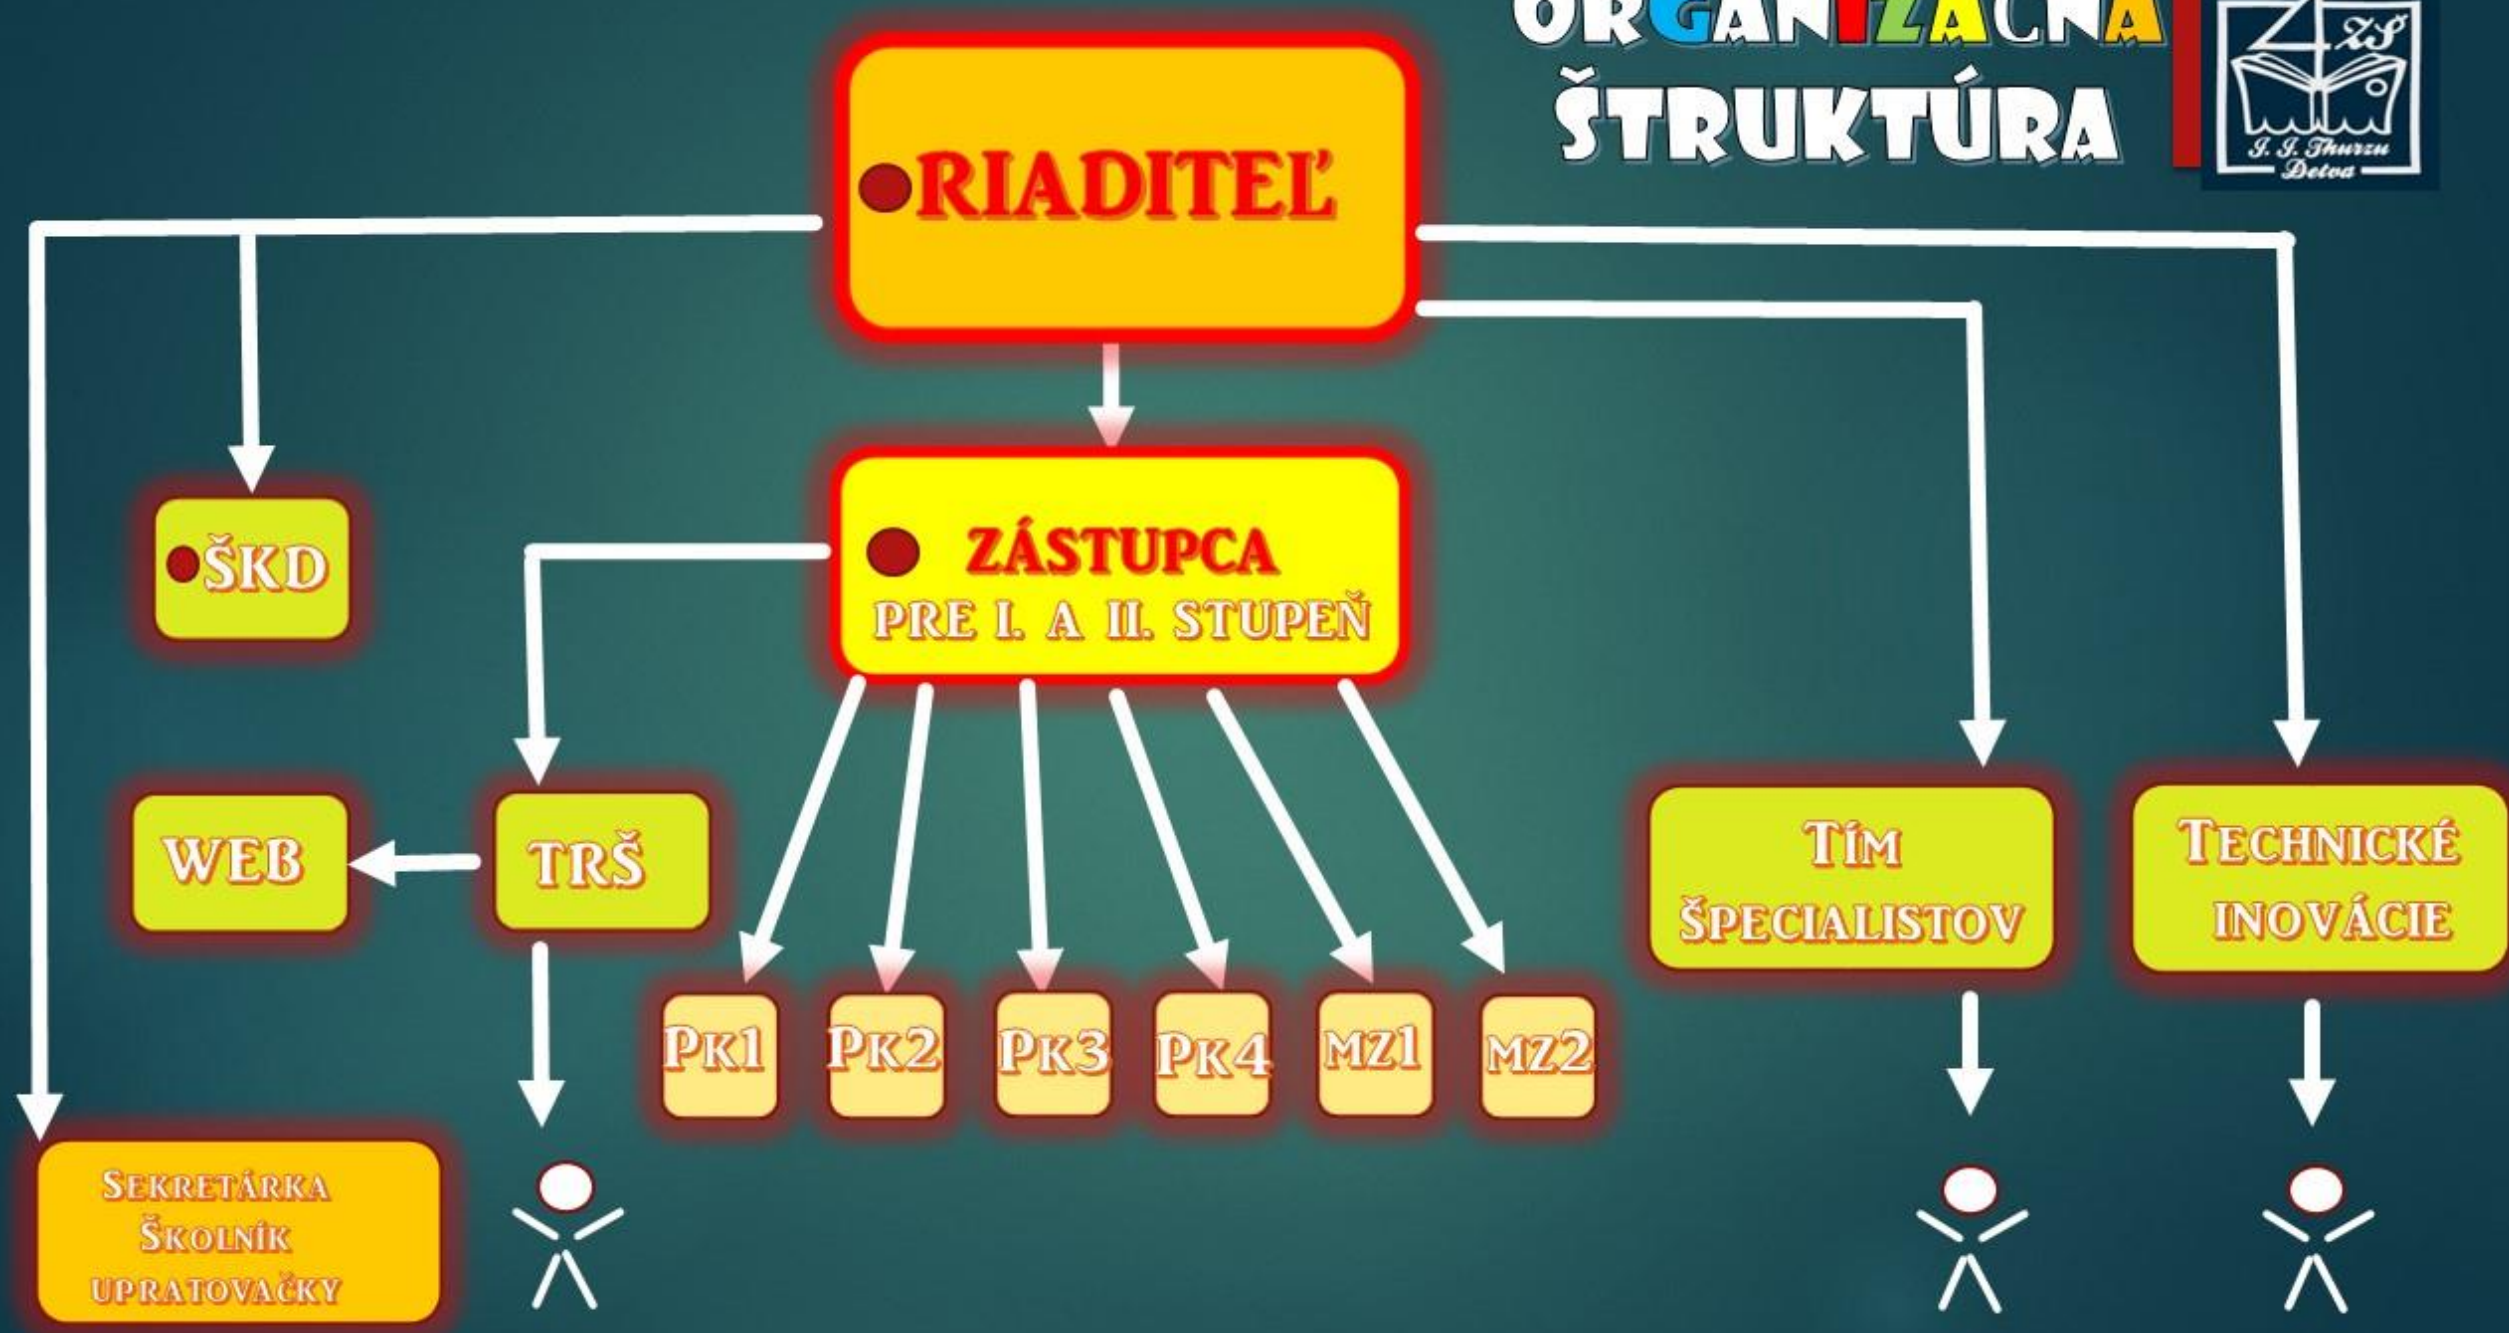 ORGANIZAČNÁ
ŠTRUKTÚRA
ZŠ
J. J. Thurzu
Detva
RIADITEĽ
ZÁSTUPCA
PRE I. A II. STUPEŇ
ŠKD
WEB
TRŠ
TÍM
ŠPECIALISTOV
TECHNICKÉ
INOVÁCIE
PK1
PK2
PK3
PK4
MZ1
MZ2
SEKRETÁRKA
ŠKOLNÍK
UPRATOVAČKY